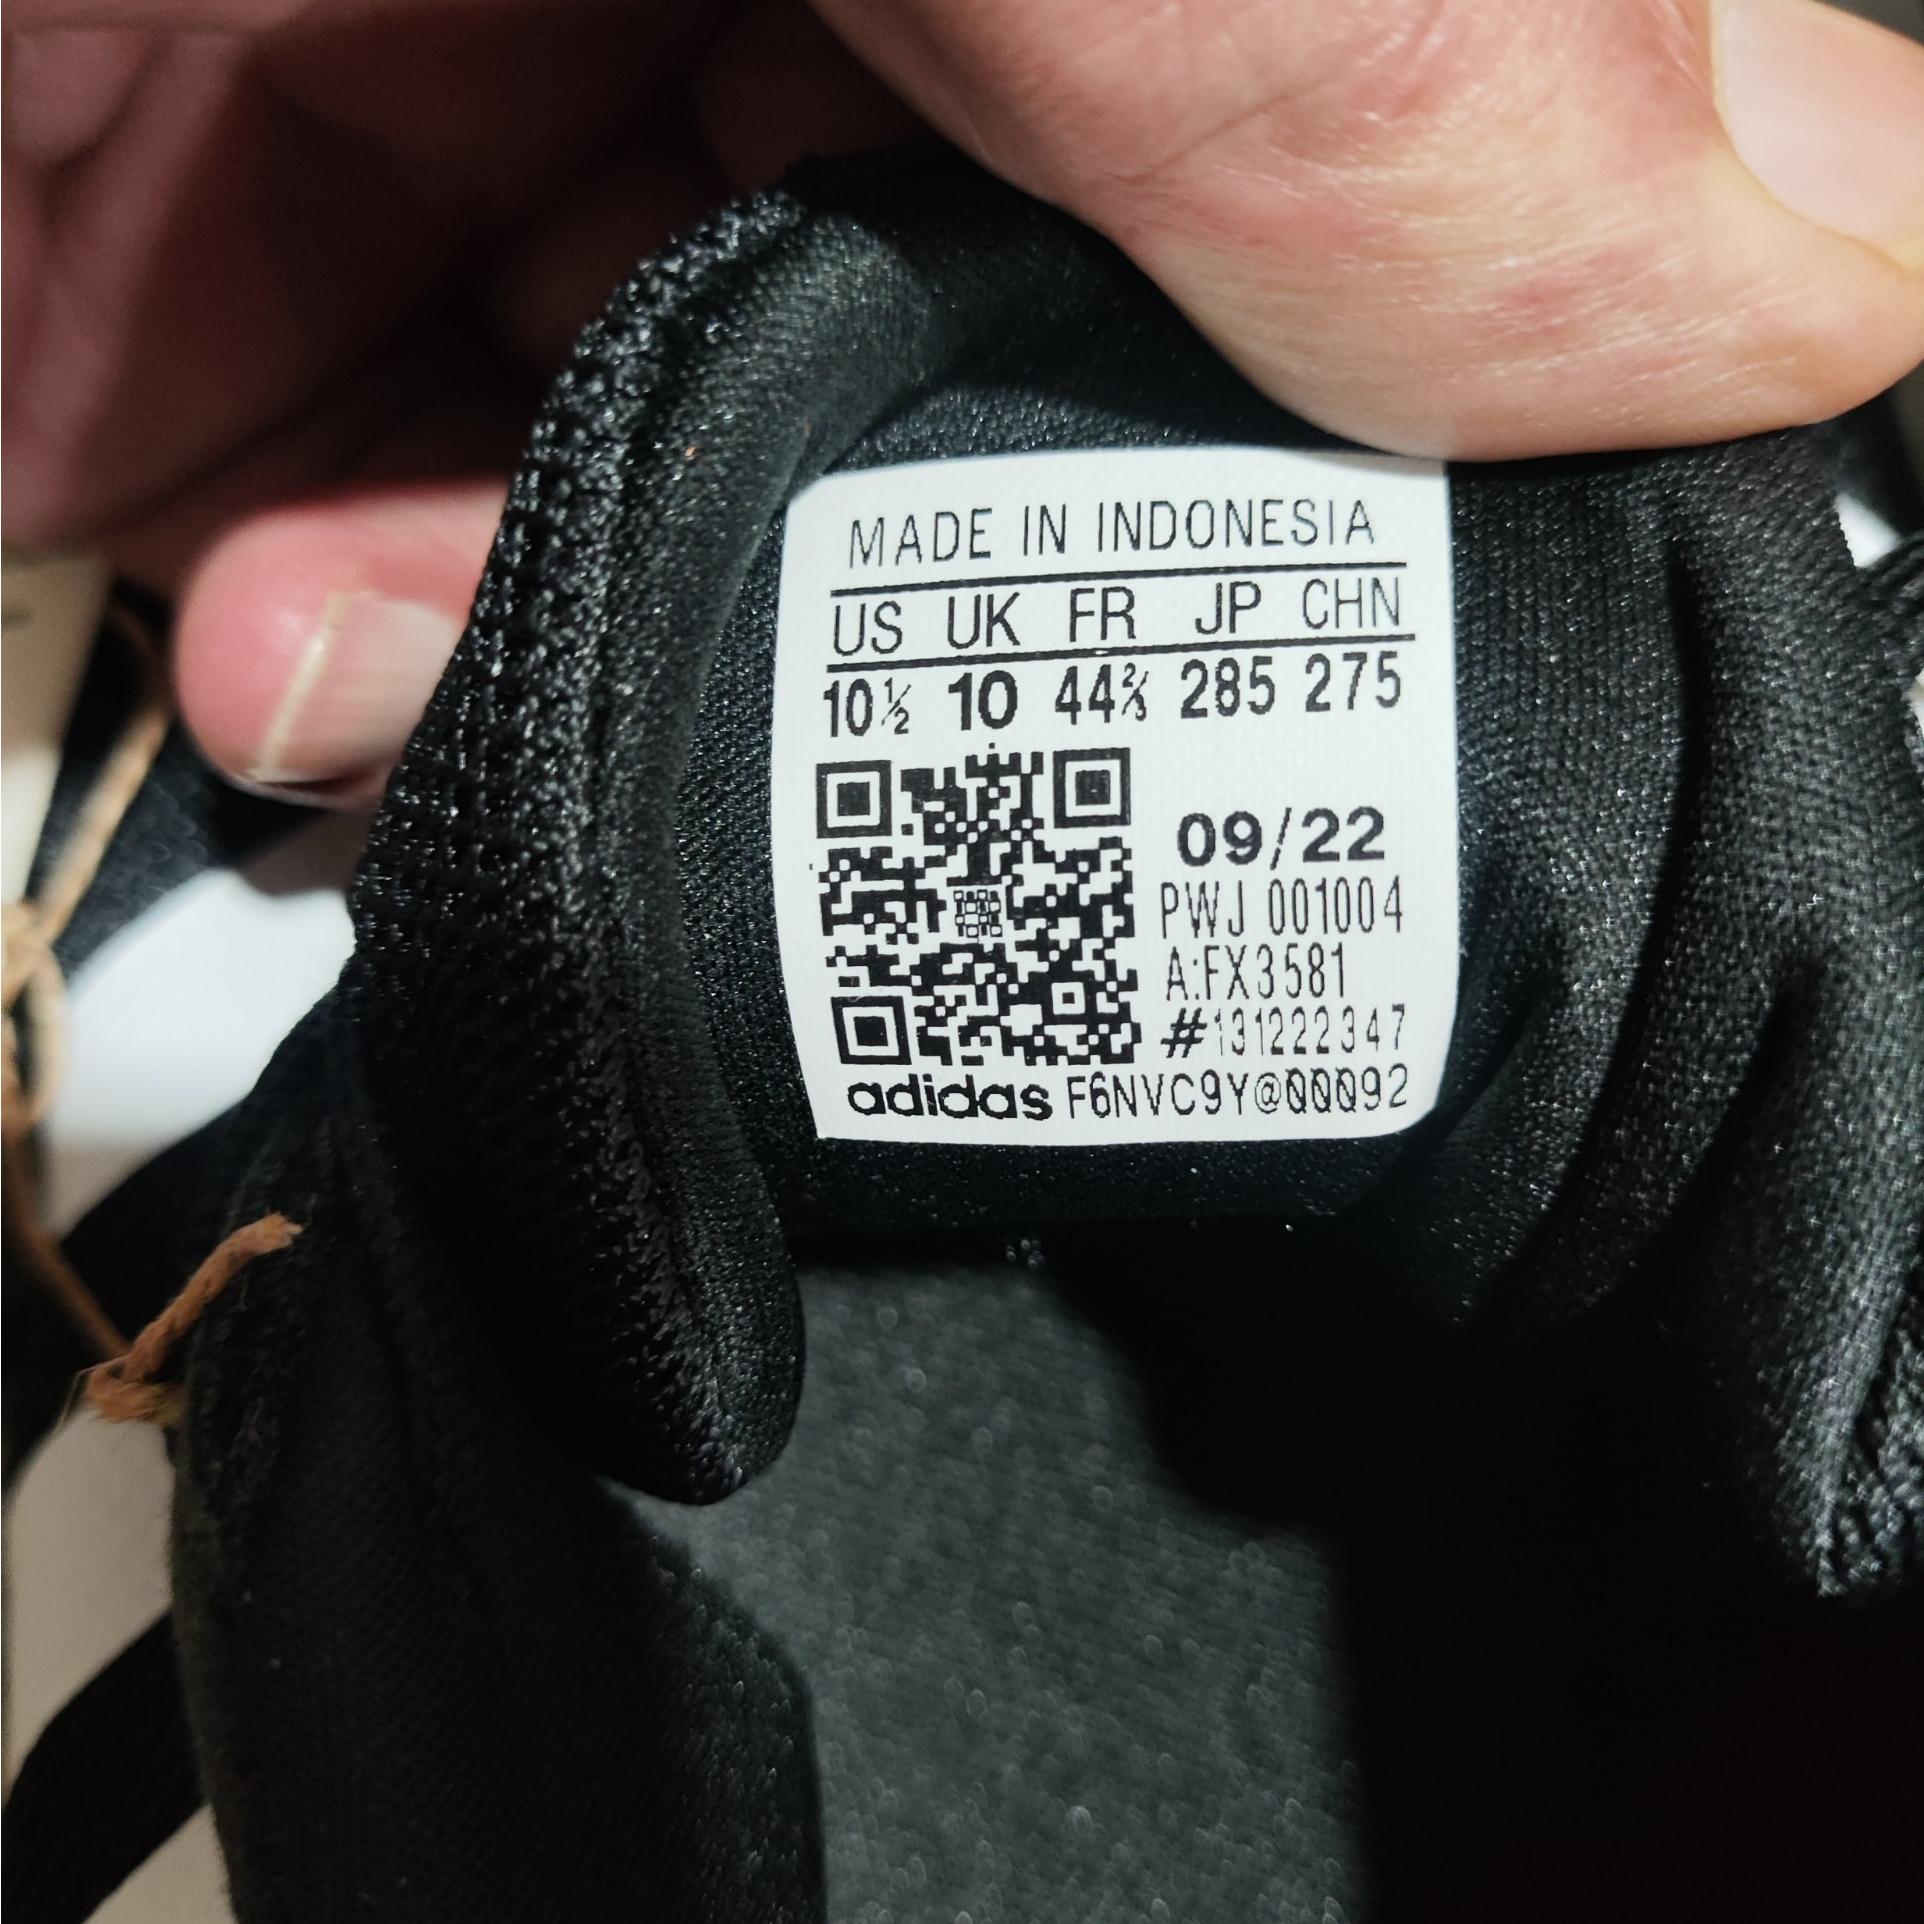 MADE IN INDONESIA
US UK FR JP CHN
10½ 10 44⅔ 285 275
09/22
PWJ 001004
A:FX3581
#131222347
adidas F6NVC9Y@00092